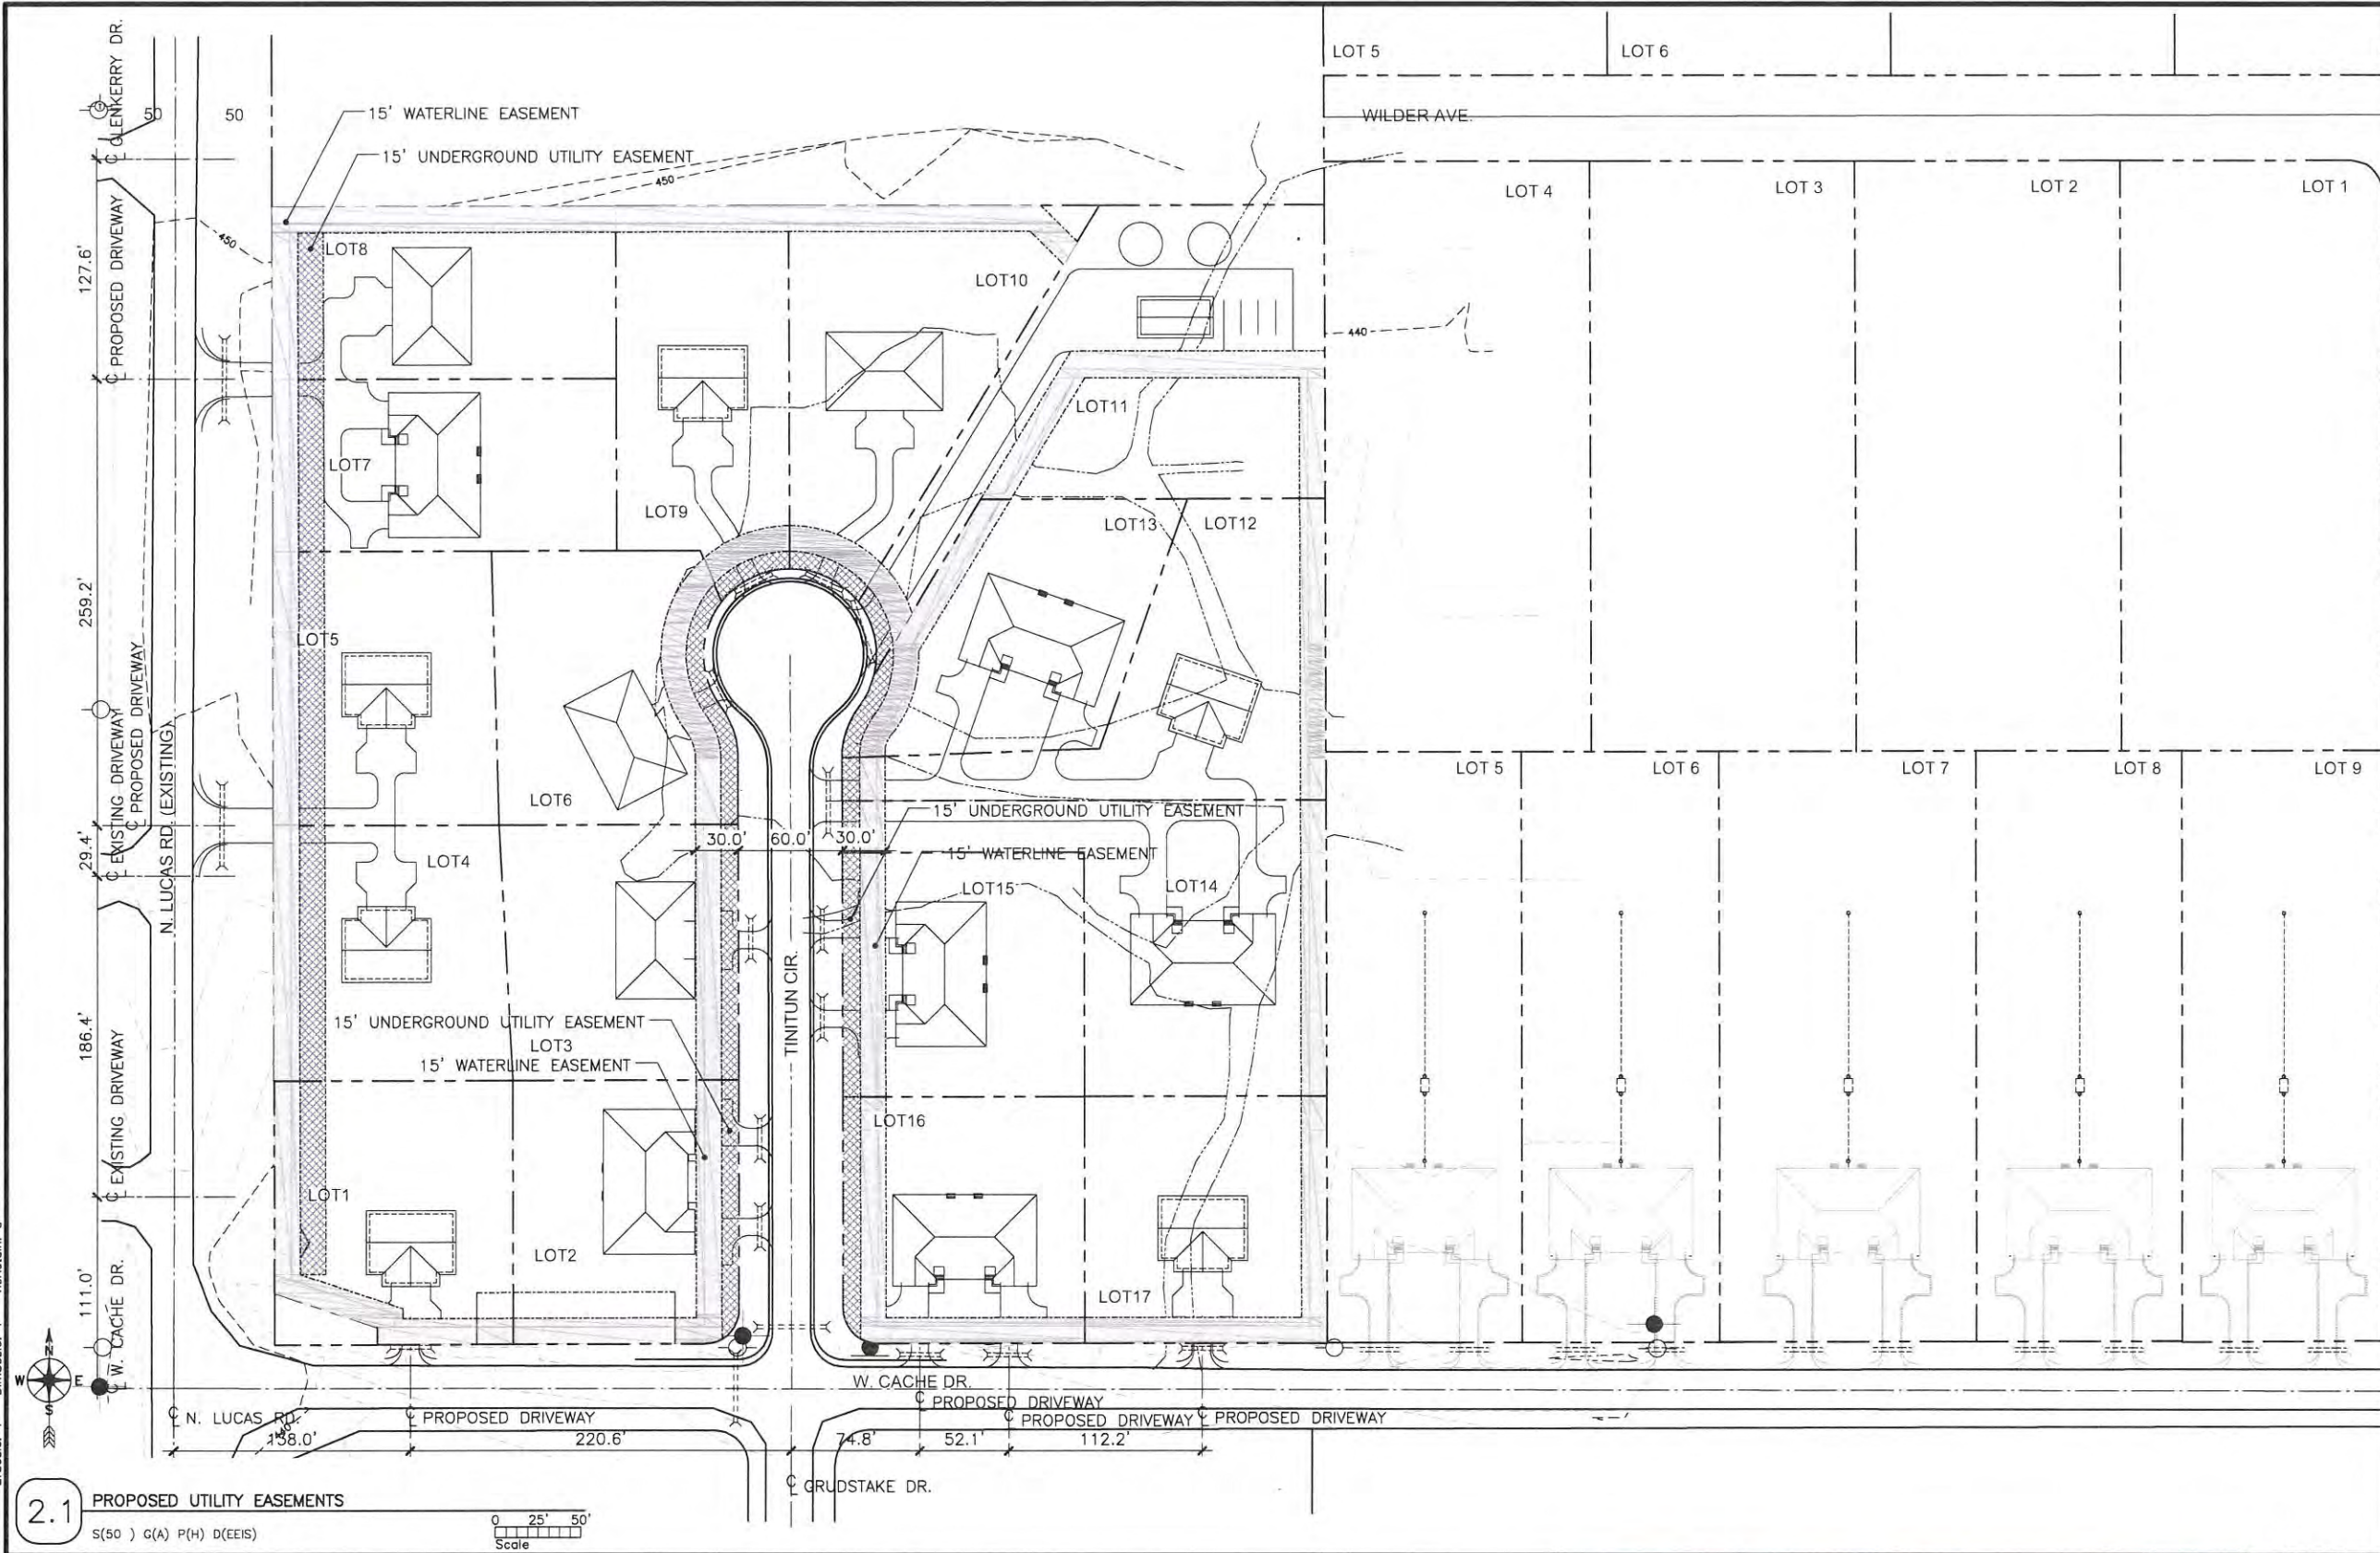 ℄ GLENKERRY DR.
50
50
15' WATERLINE EASEMENT
15' UNDERGROUND UTILITY EASEMENT
450
450
LOT 5
LOT 6
WILDER AVE.
LOT 4
LOT 3
LOT 2
LOT 1
127.6'
℄ PROPOSED DRIVEWAY
LOT8
LOT10
440
LOT11
LOT7
LOT9
LOT13
LOT12
259.2'
LOT5
℄ PROPOSED DRIVEWAY
℄ EXISTING DRIVEWAY
29.4'
N. LUCAS RD. (EXISTING)
LOT6
LOT4
30.0'
60.0'
30.0'
15' UNDERGROUND UTILITY EASEMENT
15' WATERLINE EASEMENT
LOT15
LOT14
LOT 5
LOT 6
LOT 7
LOT 8
LOT 9
186.4'
℄ EXISTING DRIVEWAY
TINITUN CIR.
15' UNDERGROUND UTILITY EASEMENT
LOT3
15' WATERLINE EASEMENT
LOT16
LOT1
LOT2
LOT17
111.0'
℄ W. CACHE DR.
N
W E
S
W. CACHE DR.
℄ N. LUCAS RD.
℄ PROPOSED DRIVEWAY
℄ PROPOSED DRIVEWAY
℄ PROPOSED DRIVEWAY
℄ PROPOSED DRIVEWAY
138.0'
220.6'
74.8'
52.1'
112.2'
℄ GRUDSTAKE DR.
2.1
PROPOSED UTILITY EASEMENTS
S(50 ) G(A) P(H) D(EEIS)
0 25' 50'
Scale